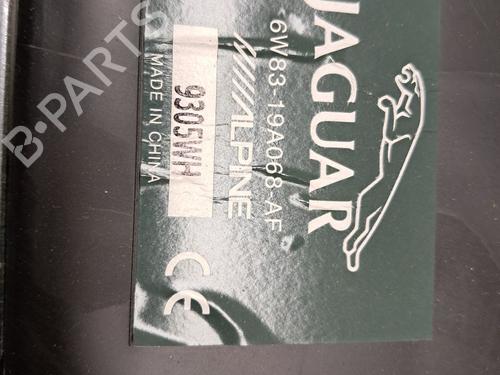 JAGUAR
6W83-19A068-AF
ALPINE
9305WH
MADE IN CHINA
CE
B-PARTS